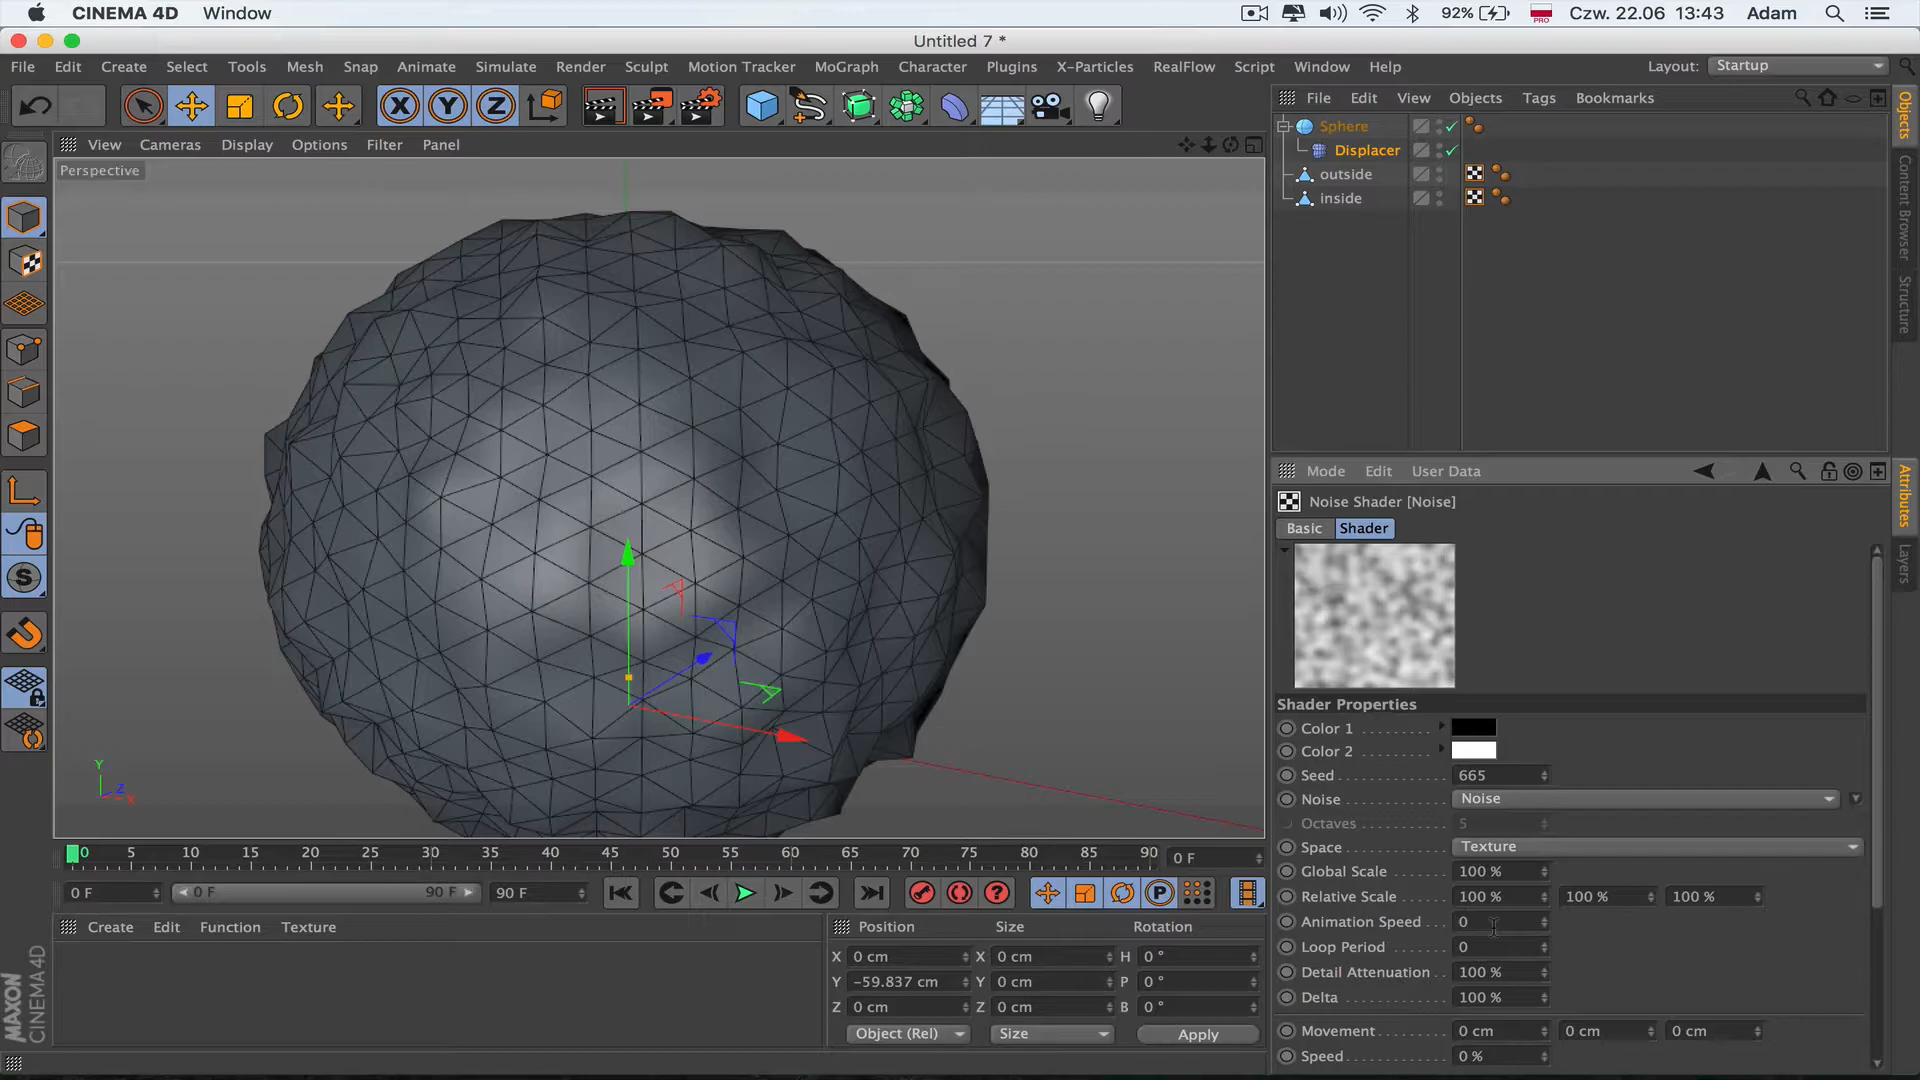 CINEMA 4D Window 92% PRO Czw. 22.06 13:43 Adam
Untitled 7 *
File Edit Create Select Tools Mesh Snap Animate Simulate Render Sculpt Motion Tracker MoGraph Character Plugins X-Particles RealFlow Script Window Help Layout: Startup
X Y Z
File Edit View Objects Tags Bookmarks
Objects
Content Browser
Structure
View Cameras Display Options Filter Panel
Perspective
Sphere
Displacer
outside
inside
Mode Edit User Data
Attributes
Layers
Noise Shader [Noise]
Basic Shader
Shader Properties
Color 1
Color 2
Seed 665
Noise Noise
Octaves 5
Space Texture
Global Scale 100 %
Relative Scale 100 % 100 % 100 %
Animation Speed 0
Loop Period 0
Detail Attenuation 100 %
Delta 100 %
Movement 0 cm 0 cm 0 cm
Speed 0 %
S
Y
Z
X
0 5 10 15 20 25 30 35 40 45 50 55 60 65 70 75 80 85 90 0 F
0 F 0 F 90 F 90 F P
Create Edit Function Texture
Position Size Rotation
X 0 cm X 0 cm H 0 °
Y -59.837 cm Y 0 cm P 0 °
Z 0 cm Z 0 cm B 0 °
Object (Rel) Size Apply
MAXON
CINEMA 4D